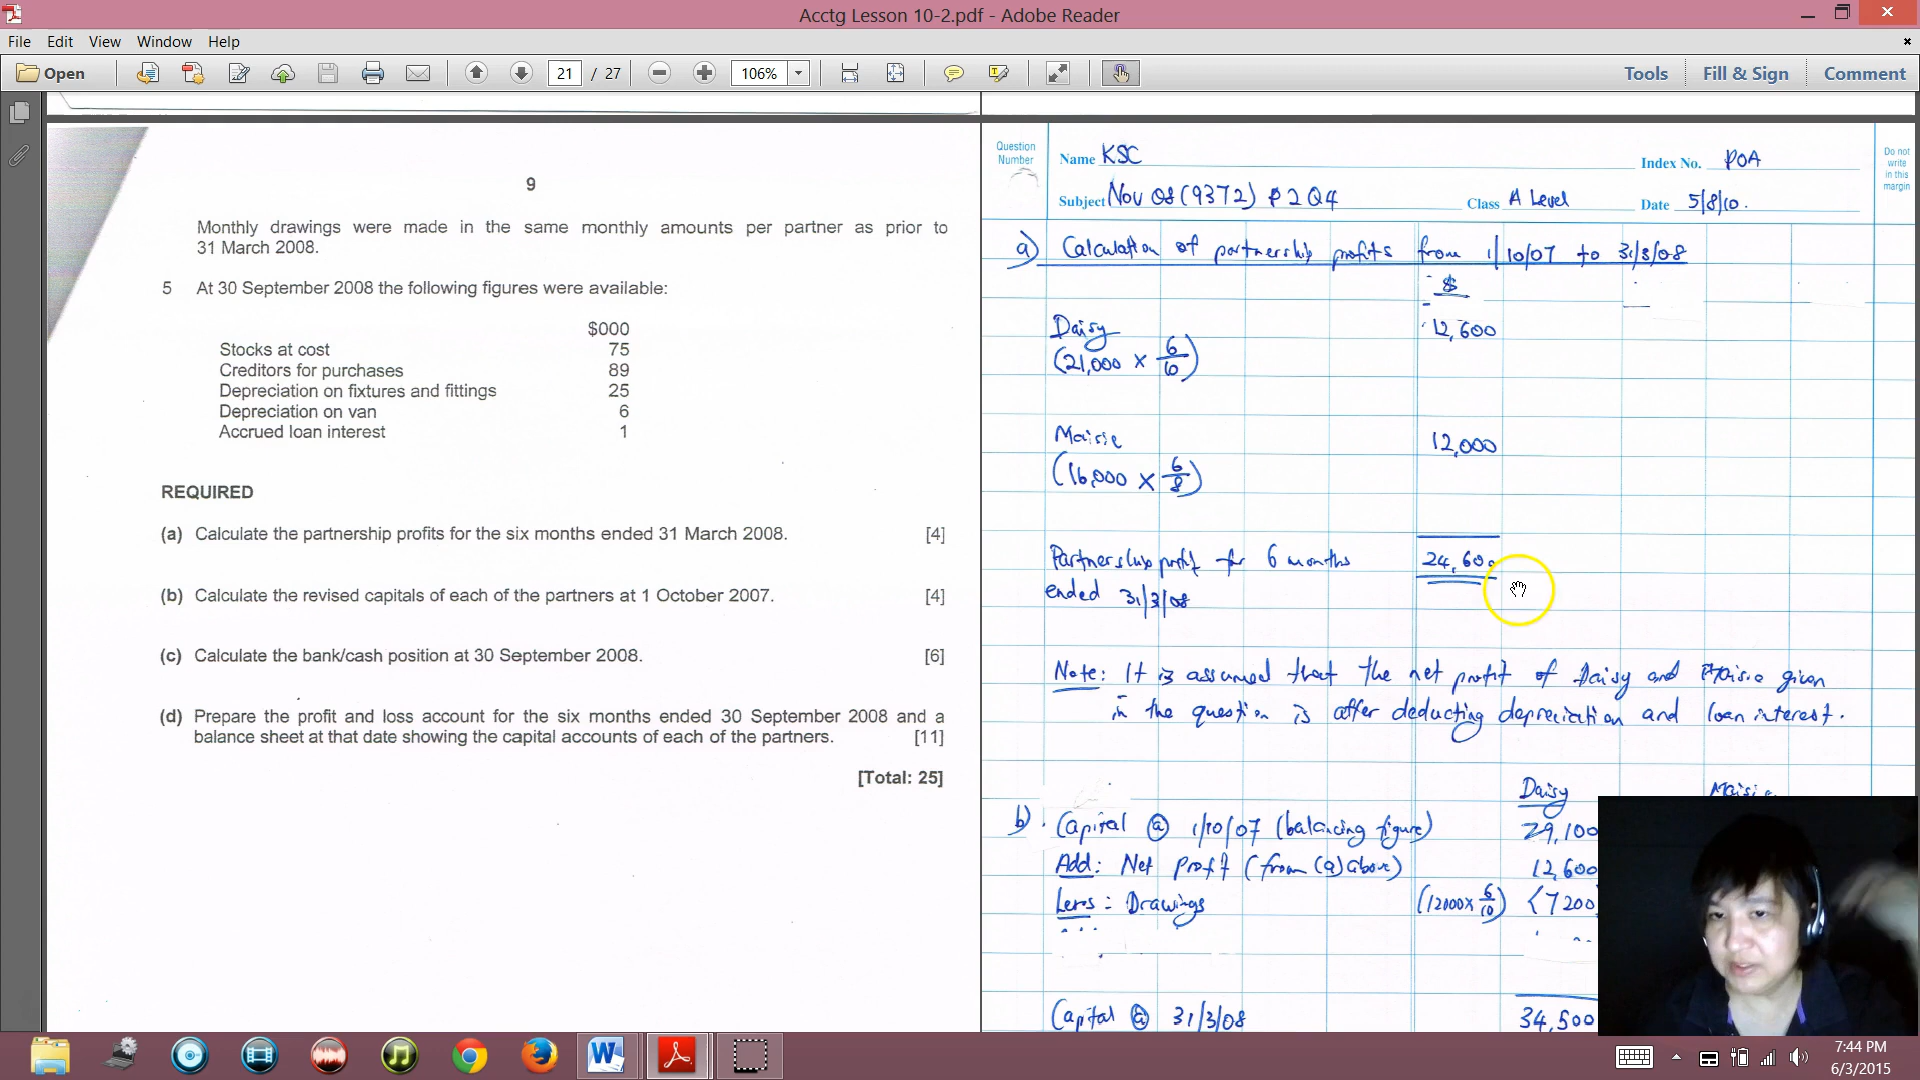 Acctg Lesson 10-2.pdf - Adobe Reader
File Edit View Window Help
Open 21 / 27 106% Tools Fill & Sign Comment
9
Monthly drawings were made in the same monthly amounts per partner as prior to
31 March 2008.
5 At 30 September 2008 the following figures were available:
$000
Stocks at cost 75
Creditors for purchases 89
Depreciation on fixtures and fittings 25
Depreciation on van 6
Accrued loan interest 1
REQUIRED
(a) Calculate the partnership profits for the six months ended 31 March 2008. [4]
(b) Calculate the revised capitals of each of the partners at 1 October 2007. [4]
(c) Calculate the bank/cash position at 30 September 2008. [6]
(d) Prepare the profit and loss account for the six months ended 30 September 2008 and a
balance sheet at that date showing the capital accounts of each of the partners. [11]
[Total: 25]
Question
Number
Name KSC Index No. POA
Subject Nov 08 (9372) P2 Q4 Class A Level Date 5/8/10.
Do not
write
in this
margin
a) Calculation of partnership profits from 1/10/07 to 31/3/08
$
Daisy 12,600
(21,000 × 6/10)
Maisie 12,000
(16,000 × 6/8)
Partnership profit for 6 months 24,600
ended 31/3/08
Note: It is assumed that the net profit of Daisy and Maisie given
in the question is after deducting depreciation and loan interest.
Daisy Maisie
b). Capital @ 1/10/07 (balancing figure) 29,100
Add: Net Profit (from (a) above) 12,600
Less: Drawings (12000 × 6/10) (7200
Capital @ 31/3/08 34,500
7:44 PM
6/3/2015